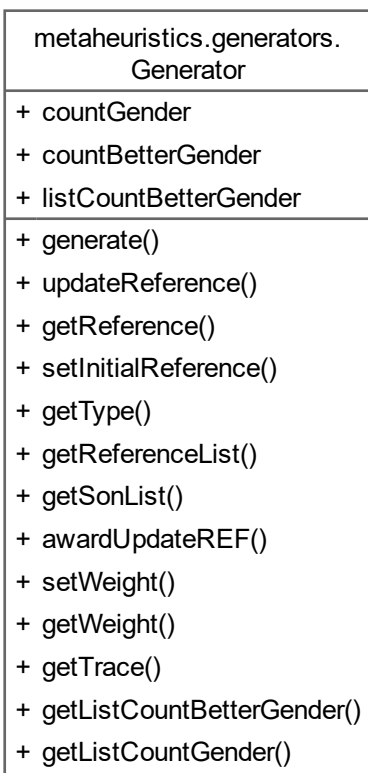 metaheuristics.generators.
Generator
+ countGender
+ countBetterGender
+ listCountBetterGender
+ generate()
+ updateReference()
+ getReference()
+ setInitialReference()
+ getType()
+ getReferenceList()
+ getSonList()
+ awardUpdateREF()
+ setWeight()
+ getWeight()
+ getTrace()
+ getListCountBetterGender()
+ getListCountGender()